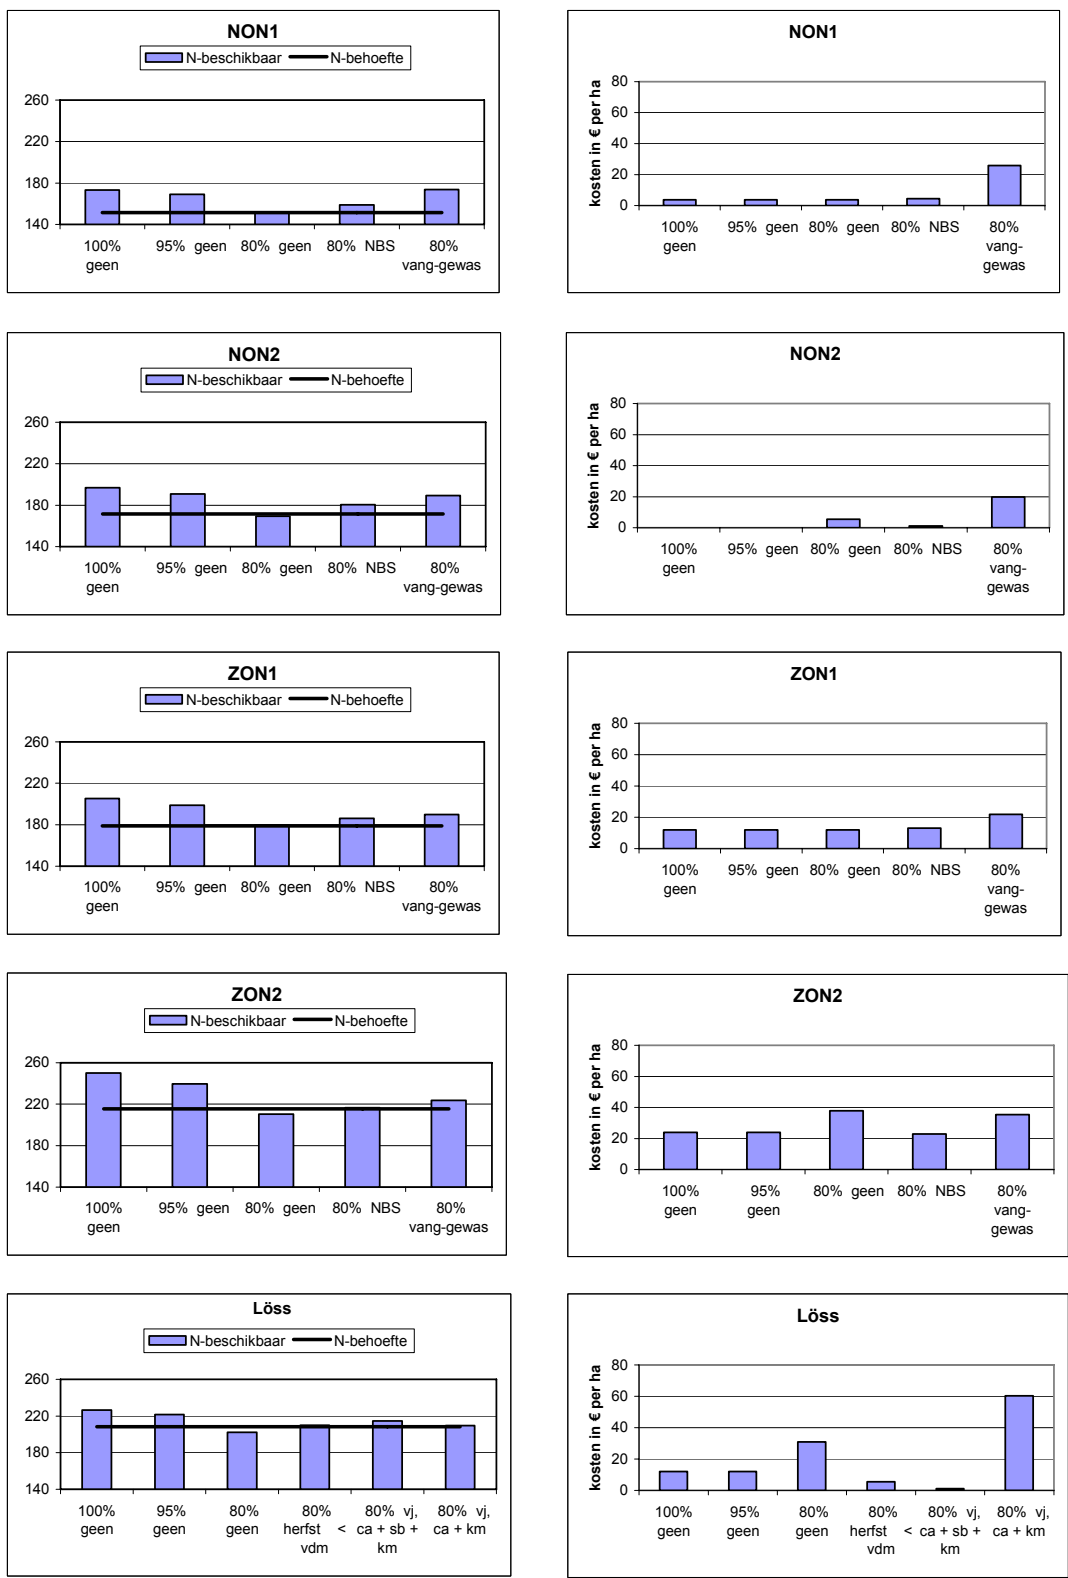 NON1
N-beschikbaar N-behoefte
260
220
180
140
100% geen 95% geen 80% geen 80% NBS 80% vang-gewas
NON1
kosten in € per ha
80
60
40
20
0
100% geen 95% geen 80% geen 80% NBS 80% vang-gewas
NON2
N-beschikbaar N-behoefte
260
220
180
140
100% geen 95% geen 80% geen 80% NBS 80% vang-gewas
NON2
kosten in € per ha
80
60
40
20
0
100% geen 95% geen 80% geen 80% NBS 80% vang-gewas
ZON1
N-beschikbaar N-behoefte
260
220
180
140
100% geen 95% geen 80% geen 80% NBS 80% vang-gewas
ZON1
kosten in € per ha
80
60
40
20
0
100% geen 95% geen 80% geen 80% NBS 80% vang-gewas
ZON2
N-beschikbaar N-behoefte
260
220
180
140
100% geen 95% geen 80% geen 80% NBS 80% vang-gewas
ZON2
kosten in € per ha
80
60
40
20
0
100% geen 95% geen 80% geen 80% NBS 80% vang-gewas
Löss
N-beschikbaar N-behoefte
260
220
180
140
100% 95% 80% 80% 80% vj, 80% vj,
geen geen geen herfst < ca + sb + ca + km
vdm km
Löss
kosten in € per ha
80
60
40
20
0
100% 95% 80% 80% 80% vj, 80% vj,
geen geen geen herfst < ca + sb + ca + km
vdm km